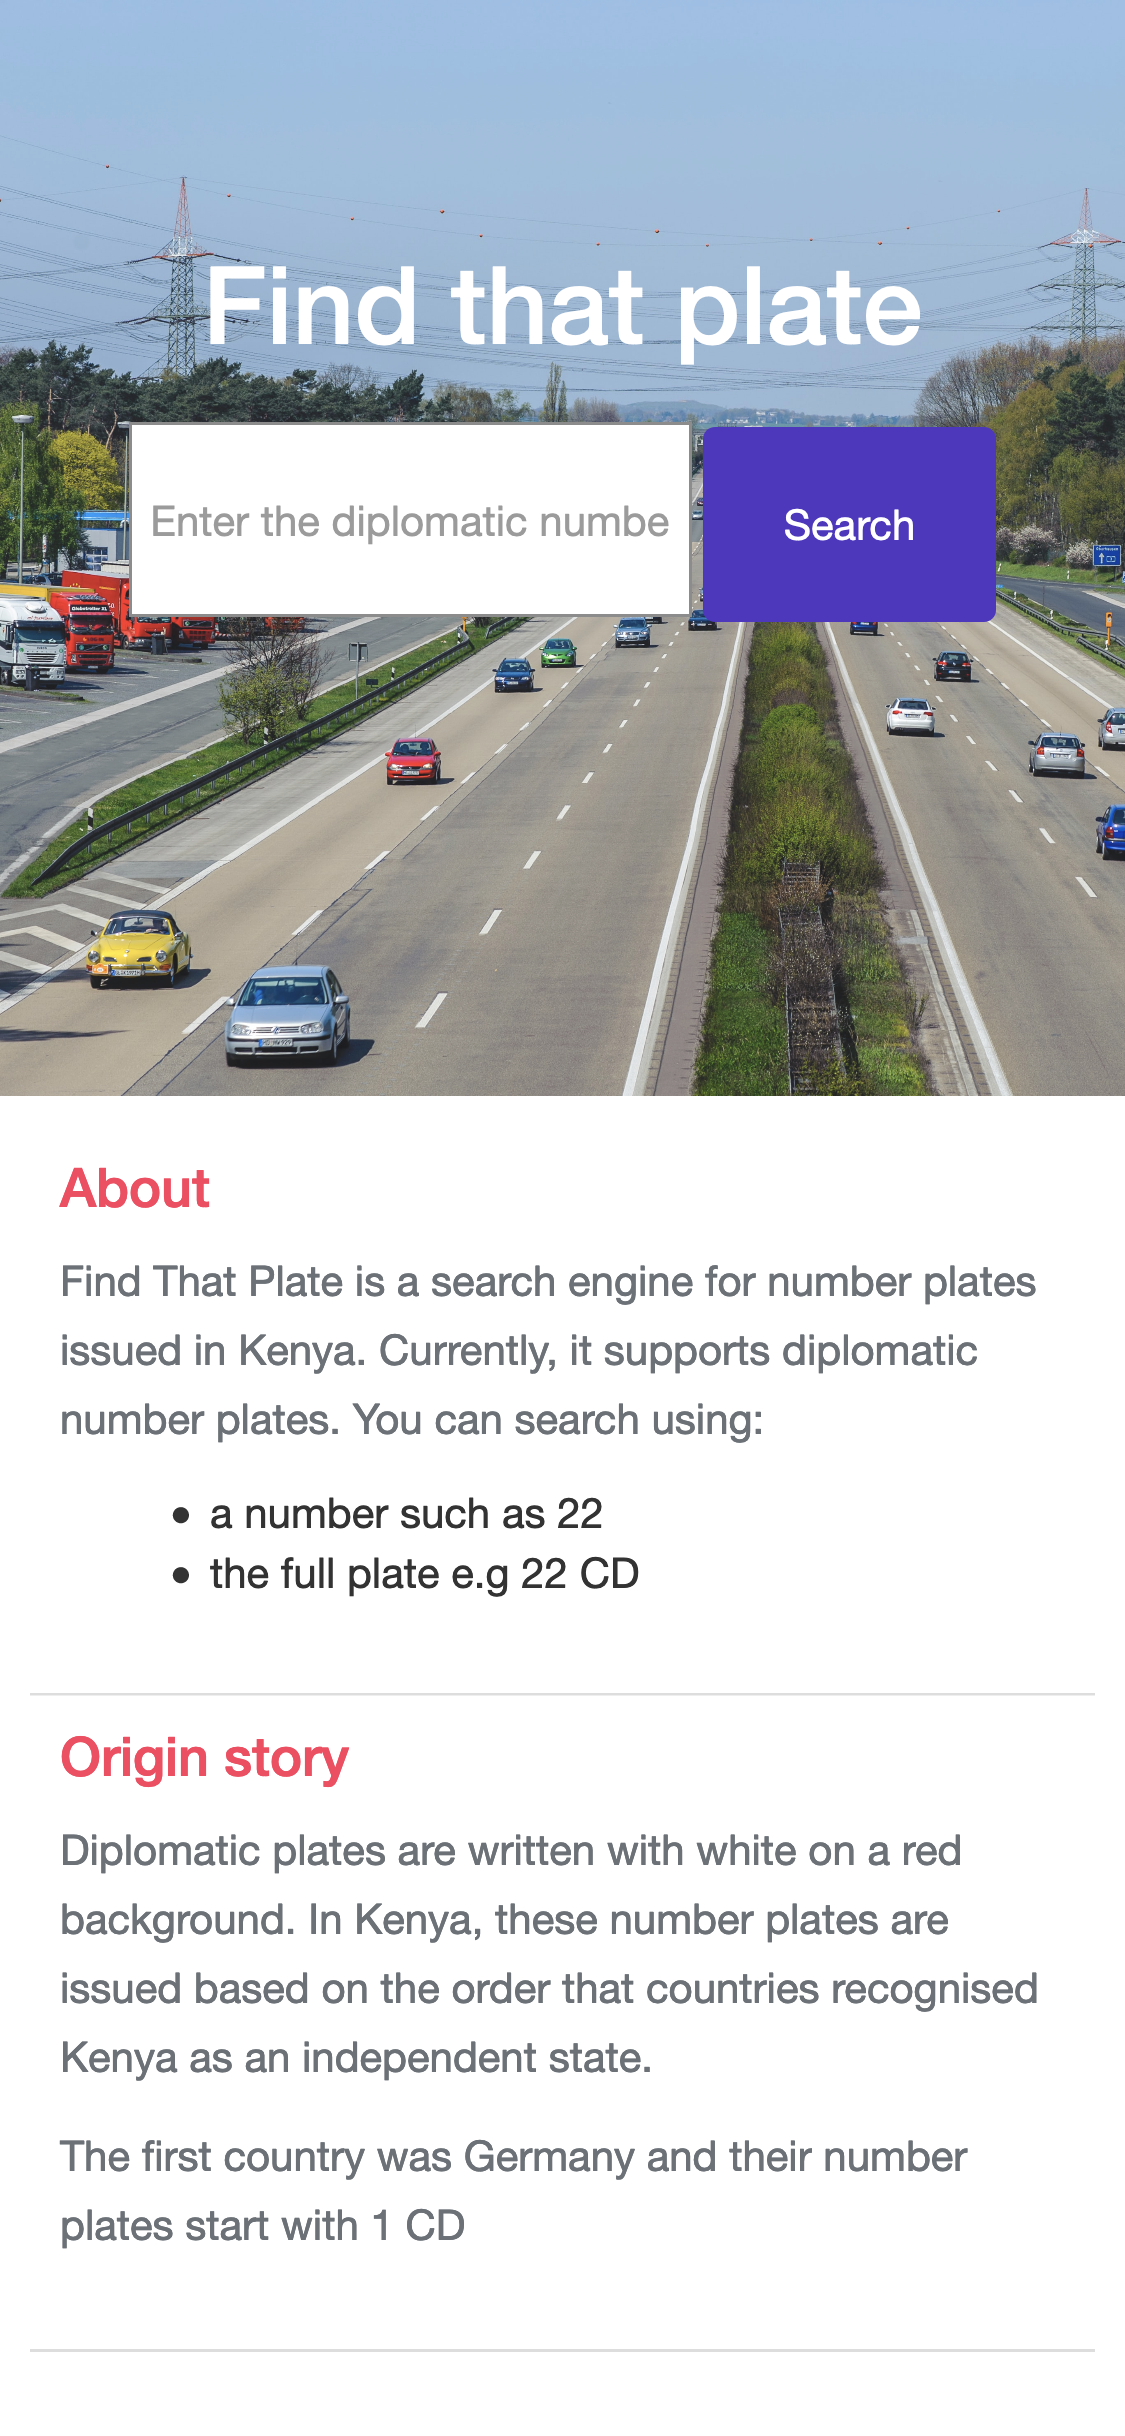 Find that plate
Enter the diplomatic numbe
Search
About
Find That Plate is a search engine for number plates
issued in Kenya. Currently, it supports diplomatic
number plates. You can search using:
• a number such as 22
• the full plate e.g 22 CD
Origin story
Diplomatic plates are written with white on a red
background. In Kenya, these number plates are
issued based on the order that countries recognised
Kenya as an independent state.
The first country was Germany and their number
plates start with 1 CD